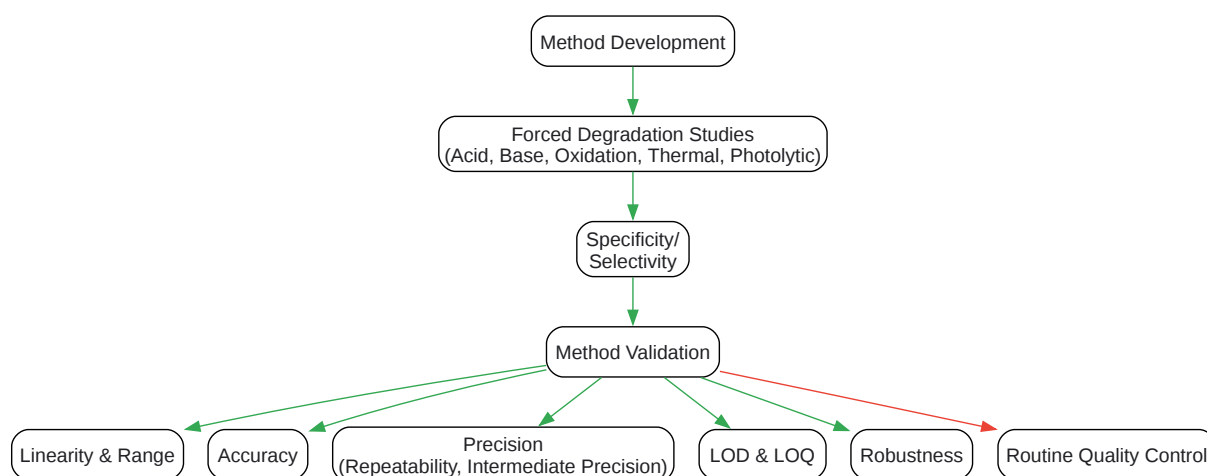 Method Development
Forced Degradation Studies
(Acid, Base, Oxidation, Thermal, Photolytic)
Specificity/
Selectivity
Method Validation
Linearity & Range
Accuracy
Precision
(Repeatability, Intermediate Precision)
LOD & LOQ
Robustness
Routine Quality Control